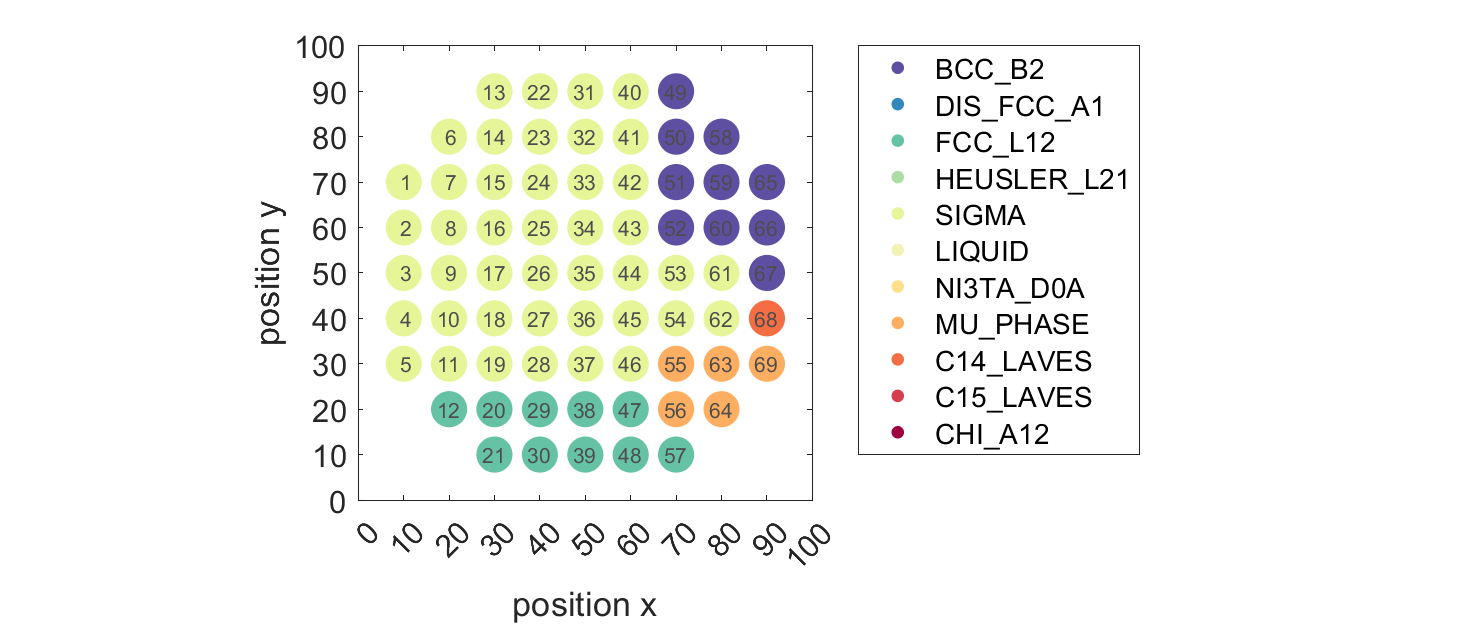 100
90
80
70
60
50
40
30
20
10
0
position y
13 22 31 40 49
6 14 23 32 41 50 58
1 7 15 24 33 42 51 59 65
2 8 16 25 34 43 52 60 66
3 9 17 26 35 44 53 61 67
4 10 18 27 36 45 54 62 68
5 11 19 28 37 46 55 63 69
12 20 29 38 47 56 64
21 30 39 48 57
0 10 20 30 40 50 60 70 80 90 100
position x
BCC_B2
DIS_FCC_A1
FCC_L12
HEUSLER_L21
SIGMA
LIQUID
NI3TA_D0A
MU_PHASE
C14_LAVES
C15_LAVES
CHI_A12